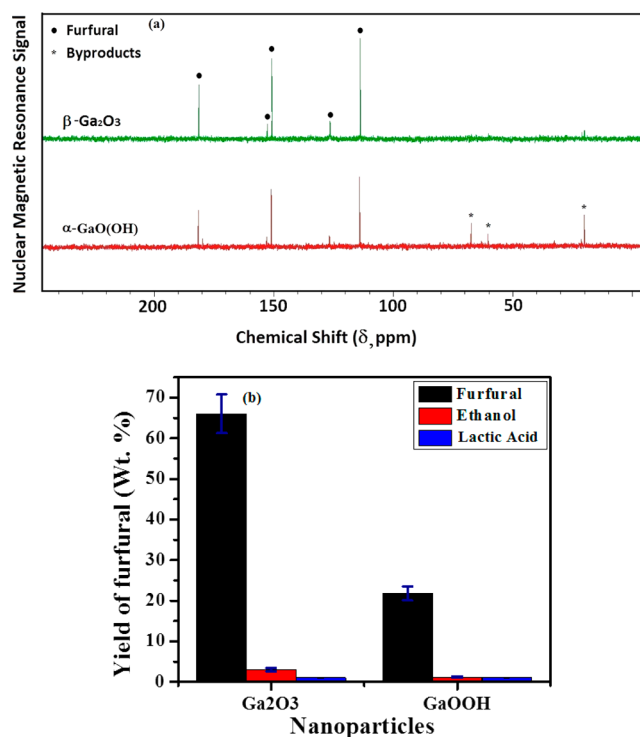 (a)
● Furfural
* Byproducts
β-Ga₂O₃
α-GaO(OH)
Nuclear Magnetic Resonance Signal
200
150
100
50
Chemical Shift (δ, ppm)
(b)
Furfural
Ethanol
Lactic Acid
Yield of furfural (Wt. %)
70
60
50
40
30
20
10
0
Ga2O3
GaOOH
Nanoparticles